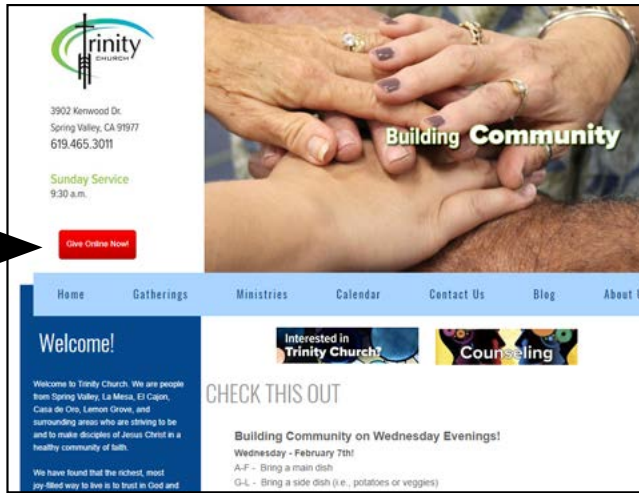 Trinity
CHURCH
3902 Kenwood Dr.
Spring Valley, CA 91977
619.465.3011
Sunday Service
9:30 a.m.
Give Online Now!
Building Community
Home Gatherings Ministries Calendar Contact Us Blog About U
Welcome!
Welcome to Trinity Church. We are people
from Spring Valley, La Mesa, El Cajon,
Casa de Oro, Lemon Grove, and
surrounding areas who are striving to be
and to make disciples of Jesus Christ in a
healthy community of faith.
We have found that the richest, most
joy-filled way to live is to trust in God and
Interested in
Trinity Church?
Counseling
CHECK THIS OUT
Building Community on Wednesday Evenings!
Wednesday - February 7th!
A-F - Bring a main dish
G-L - Bring a side dish (i.e., potatoes or veggies)